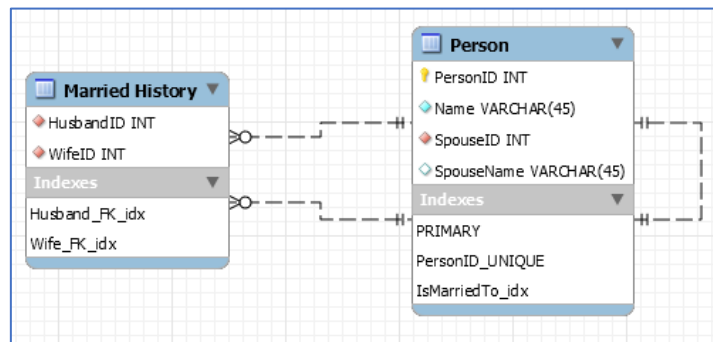 Married History
HusbandID INT
WifeID INT
Indexes
Husband_FK_idx
Wife_FK_idx
Person
PersonID INT
Name VARCHAR(45)
SpouseID INT
SpouseName VARCHAR(45)
Indexes
PRIMARY
PersonID_UNIQUE
IsMarriedTo_idx